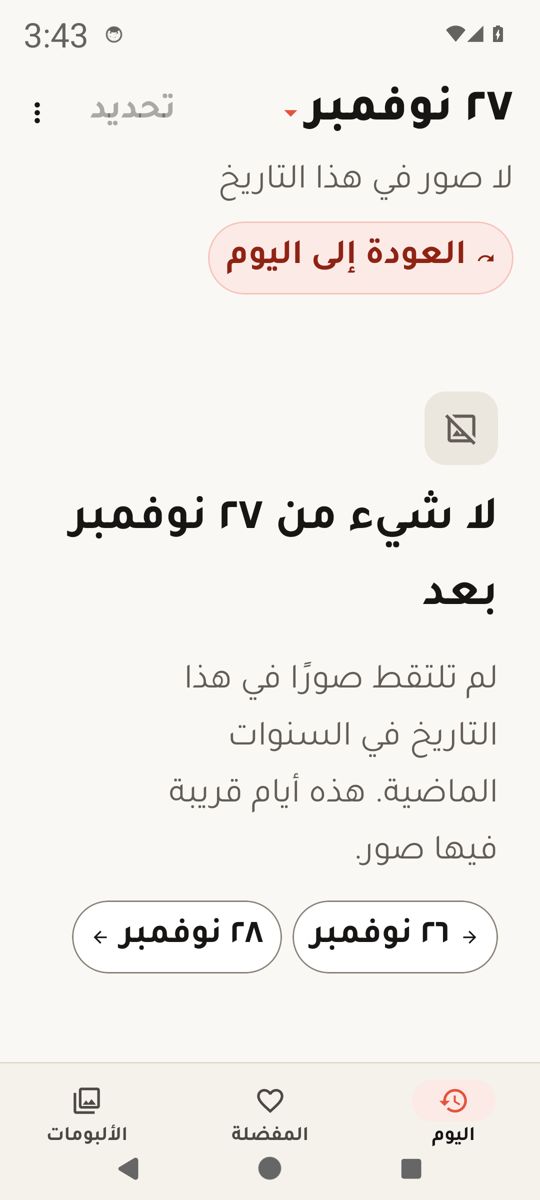 3:43
٢٧ نوفمبر
تحديد
لا صور في هذا التاريخ
العودة إلى اليوم
لا شيء من ٢٧ نوفمبر
بعد
لم تلتقط صورًا في هذا
التاريخ في السنوات
الماضية. هذه أيام قريبة
فيها صور.
٢٦ نوفمبر
٢٨ نوفمبر
اليوم
المفضلة
الألبومات